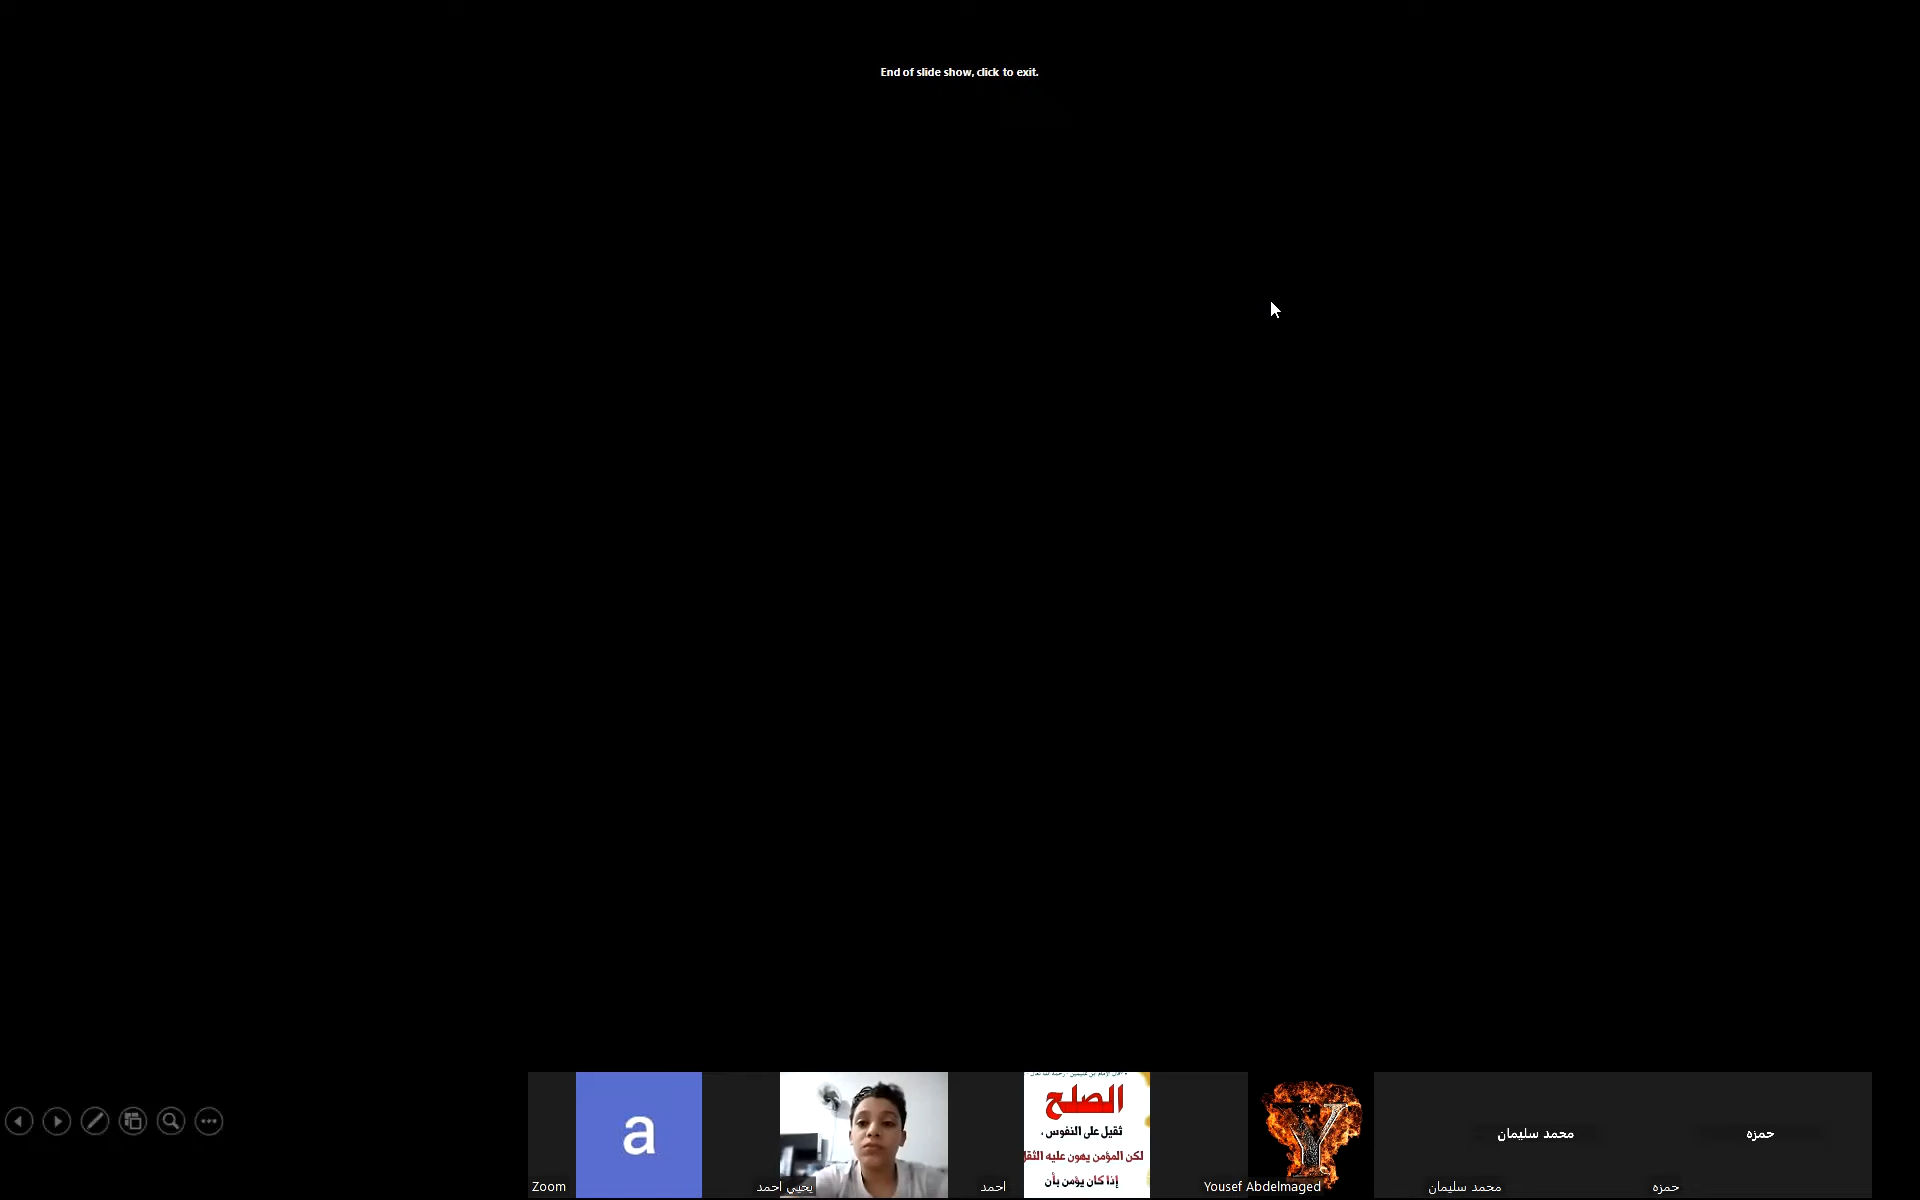 End of slide show, click to exit.
a
Zoom
يحيي احمد
الصلح
ثقيل على النفوس ،
لكن المؤمن يهون عليه الثقل
إذا كان يؤمن بأن
احمد
Y
Yousef Abdelmaged
محمد سليمان
محمد سليمان
حمزه
حمزه